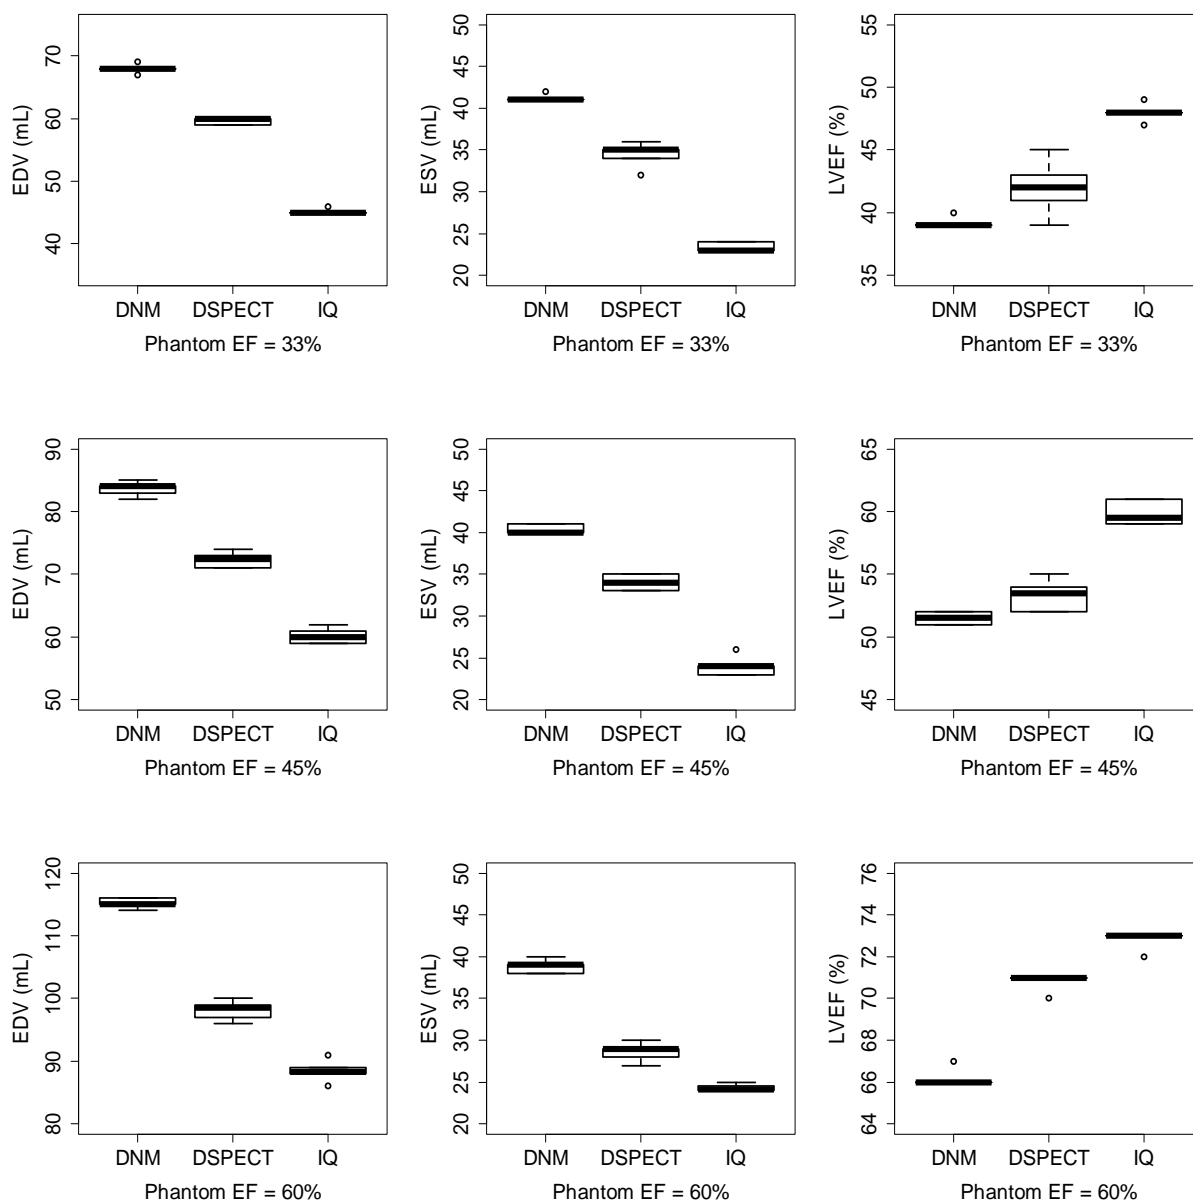 EDV (mL)
40 50 60 70
DNM DSPECT IQ
Phantom EF = 33%
ESV (mL)
20 25 30 35 40 45 50
DNM DSPECT IQ
Phantom EF = 33%
LVEF (%)
35 40 45 50 55
DNM DSPECT IQ
Phantom EF = 33%
EDV (mL)
50 60 70 80 90
DNM DSPECT IQ
Phantom EF = 45%
ESV (mL)
20 25 30 35 40 45 50
DNM DSPECT IQ
Phantom EF = 45%
LVEF (%)
45 50 55 60 65
DNM DSPECT IQ
Phantom EF = 45%
EDV (mL)
80 90 100 110 120
DNM DSPECT IQ
Phantom EF = 60%
ESV (mL)
20 25 30 35 40 45 50
DNM DSPECT IQ
Phantom EF = 60%
LVEF (%)
64 66 68 70 72 74 76
DNM DSPECT IQ
Phantom EF = 60%